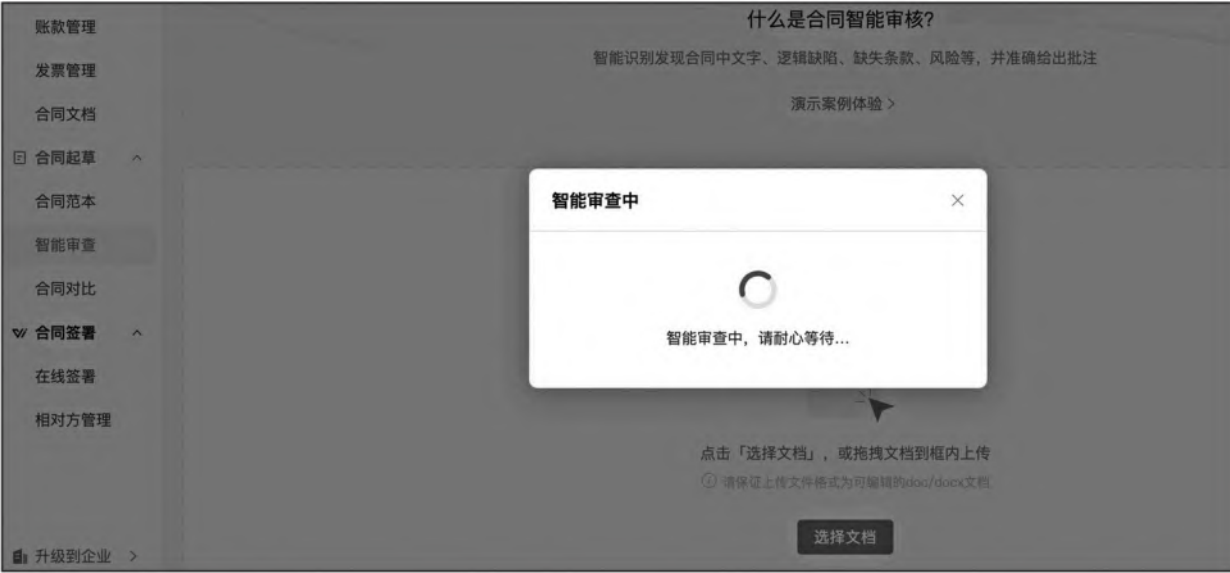 账款管理
发票管理
合同文档
合同起草
合同范本
智能审查
合同对比
合同签署
在线签署
相对方管理
升级到企业
什么是合同智能审核?
智能识别发现合同中文字、逻辑缺陷、缺失条款、风险等，并准确给出批注
演示案例体验 >
智能审查中
智能审查中，请耐心等待...
点击「选择文档」，或拖拽文档到框内上传
请保证上传文件格式为可编辑的doc/docx文档
选择文档